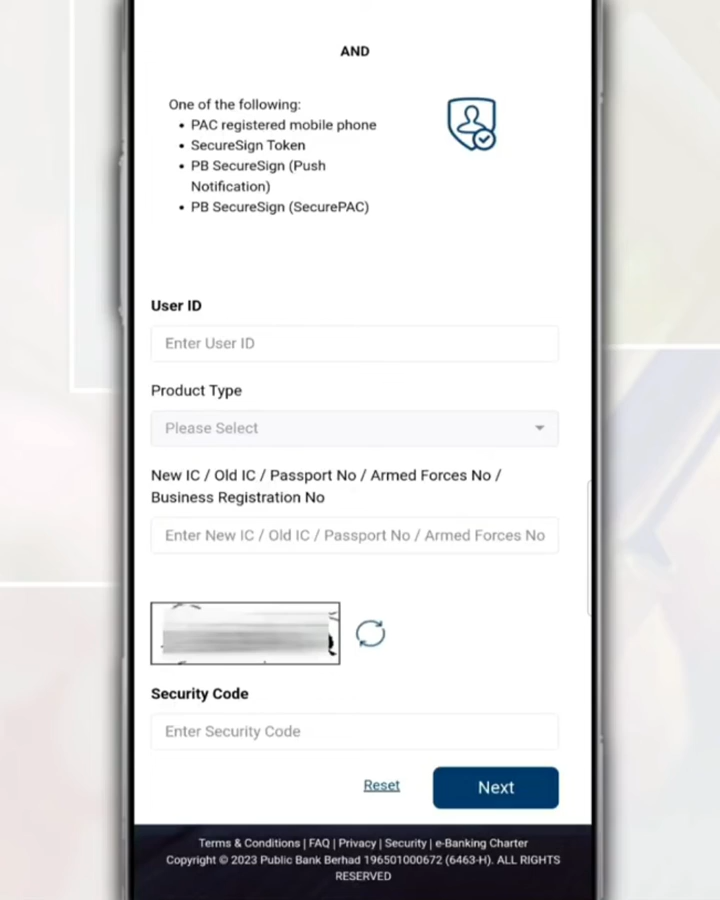 AND
One of the following:
• PAC registered mobile phone
• SecureSign Token
• PB SecureSign (Push
Notification)
• PB SecureSign (SecurePAC)
User ID
Enter User ID
Product Type
Please Select
New IC / Old IC / Passport No / Armed Forces No /
Business Registration No
Enter New IC / Old IC / Passport No / Armed Forces No
Security Code
Enter Security Code
Reset
Next
Terms & Conditions | FAQ | Privacy | Security | e-Banking Charter
Copyright © 2023 Public Bank Berhad 196501000672 (6463-H). ALL RIGHTS
RESERVED